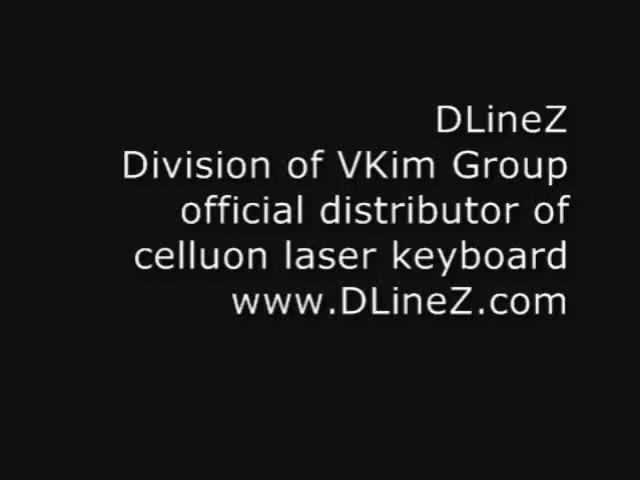 DLineZ
Division of VKim Group
official distributor of
celluon laser keyboard
www.DLineZ.com